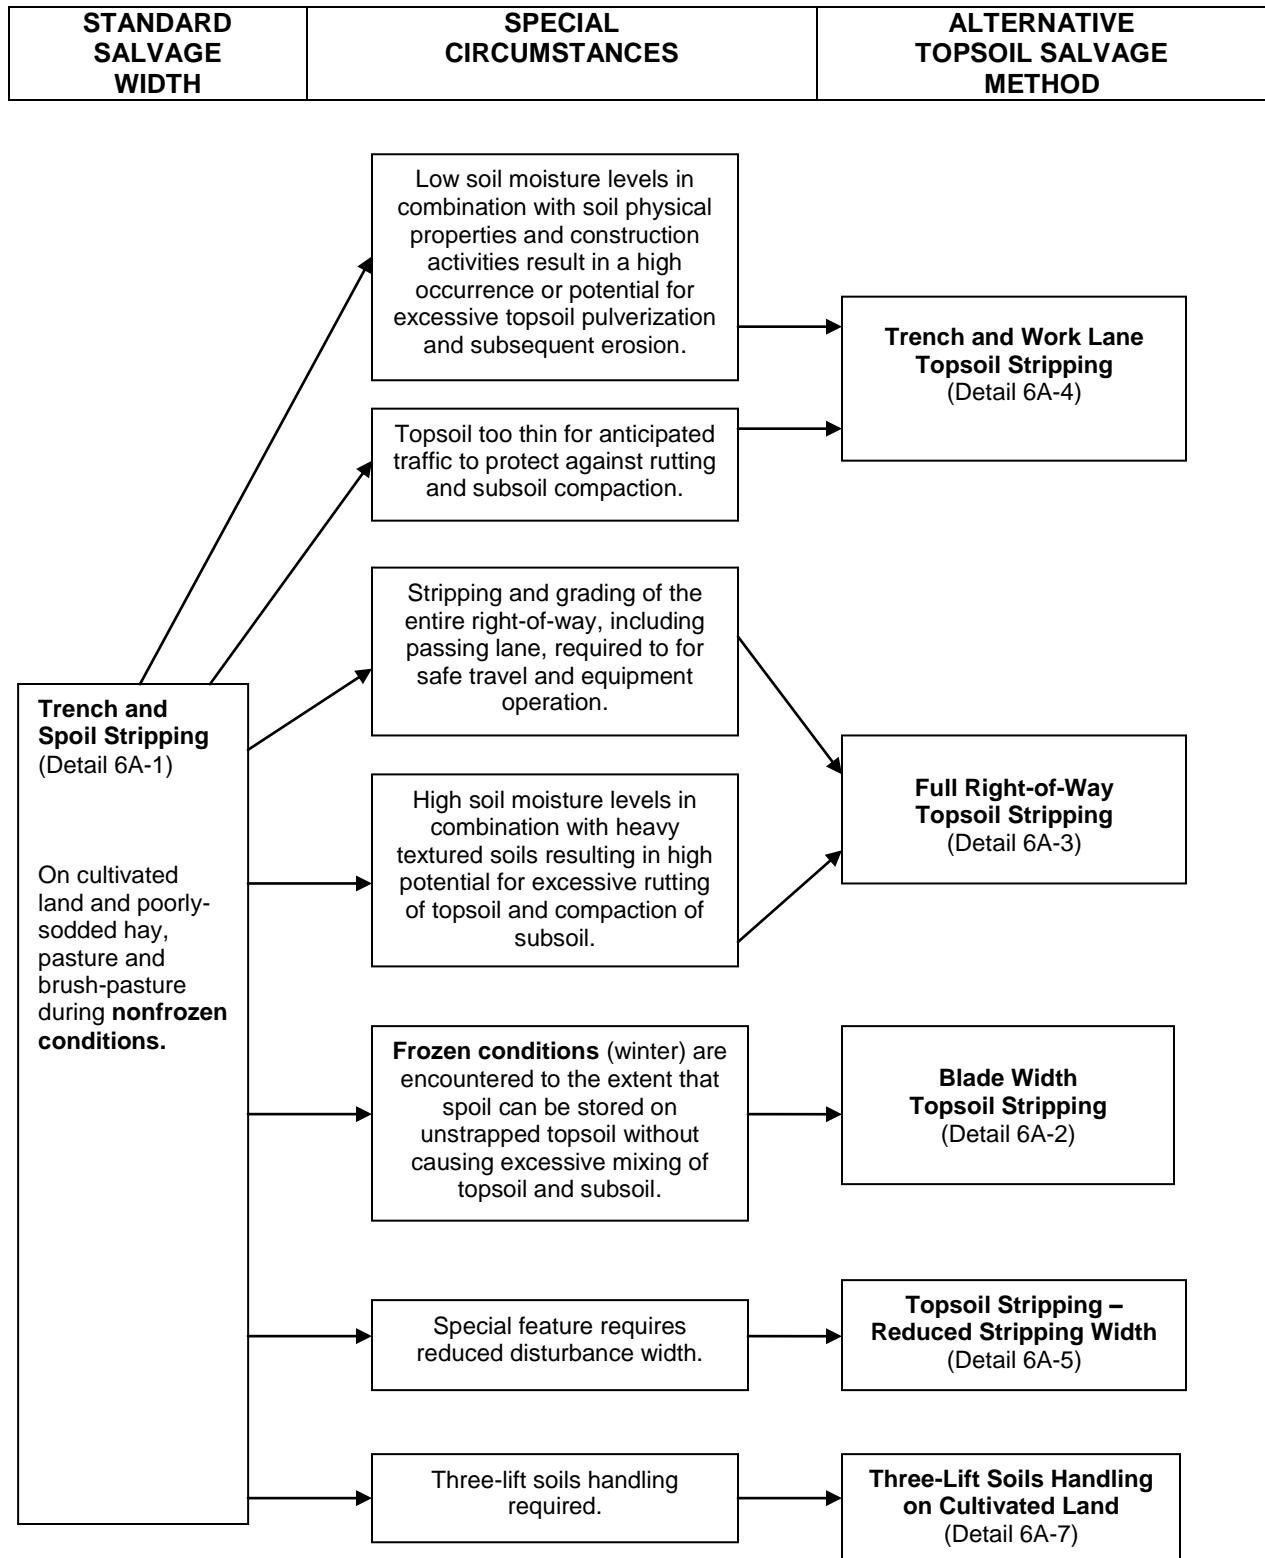 STANDARD
SALVAGE
WIDTH
SPECIAL
CIRCUMSTANCES
ALTERNATIVE
TOPSOIL SALVAGE
METHOD
Low soil moisture levels in
combination with soil physical
properties and construction
activities result in a high
occurrence or potential for
excessive topsoil pulverization
and subsequent erosion.
Trench and Work Lane
Topsoil Stripping
(Detail 6A-4)
Topsoil too thin for anticipated
traffic to protect against rutting
and subsoil compaction.
Stripping and grading of the
entire right-of-way, including
passing lane, required to for
safe travel and equipment
operation.
Trench and
Spoil Stripping
(Detail 6A-1)
On cultivated
land and poorly-
sodded hay,
pasture and
brush-pasture
during nonfrozen
conditions.
High soil moisture levels in
combination with heavy
textured soils resulting in high
potential for excessive rutting
of topsoil and compaction of
subsoil.
Full Right-of-Way
Topsoil Stripping
(Detail 6A-3)
Frozen conditions (winter) are
encountered to the extent that
spoil can be stored on
unstrapped topsoil without
causing excessive mixing of
topsoil and subsoil.
Blade Width
Topsoil Stripping
(Detail 6A-2)
Special feature requires
reduced disturbance width.
Topsoil Stripping –
Reduced Stripping Width
(Detail 6A-5)
Three-lift soils handling
required.
Three-Lift Soils Handling
on Cultivated Land
(Detail 6A-7)